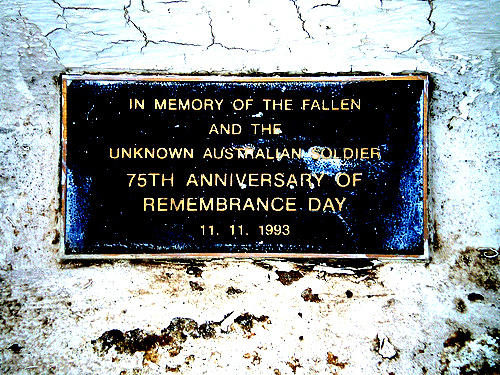 IN MEMORY OF THE FALLEN
AND THE
UNKNOWN AUSTRALIAN SOLDIER
75TH ANNIVERSARY OF
REMEMBRANCE DAY
11. 11. 1993